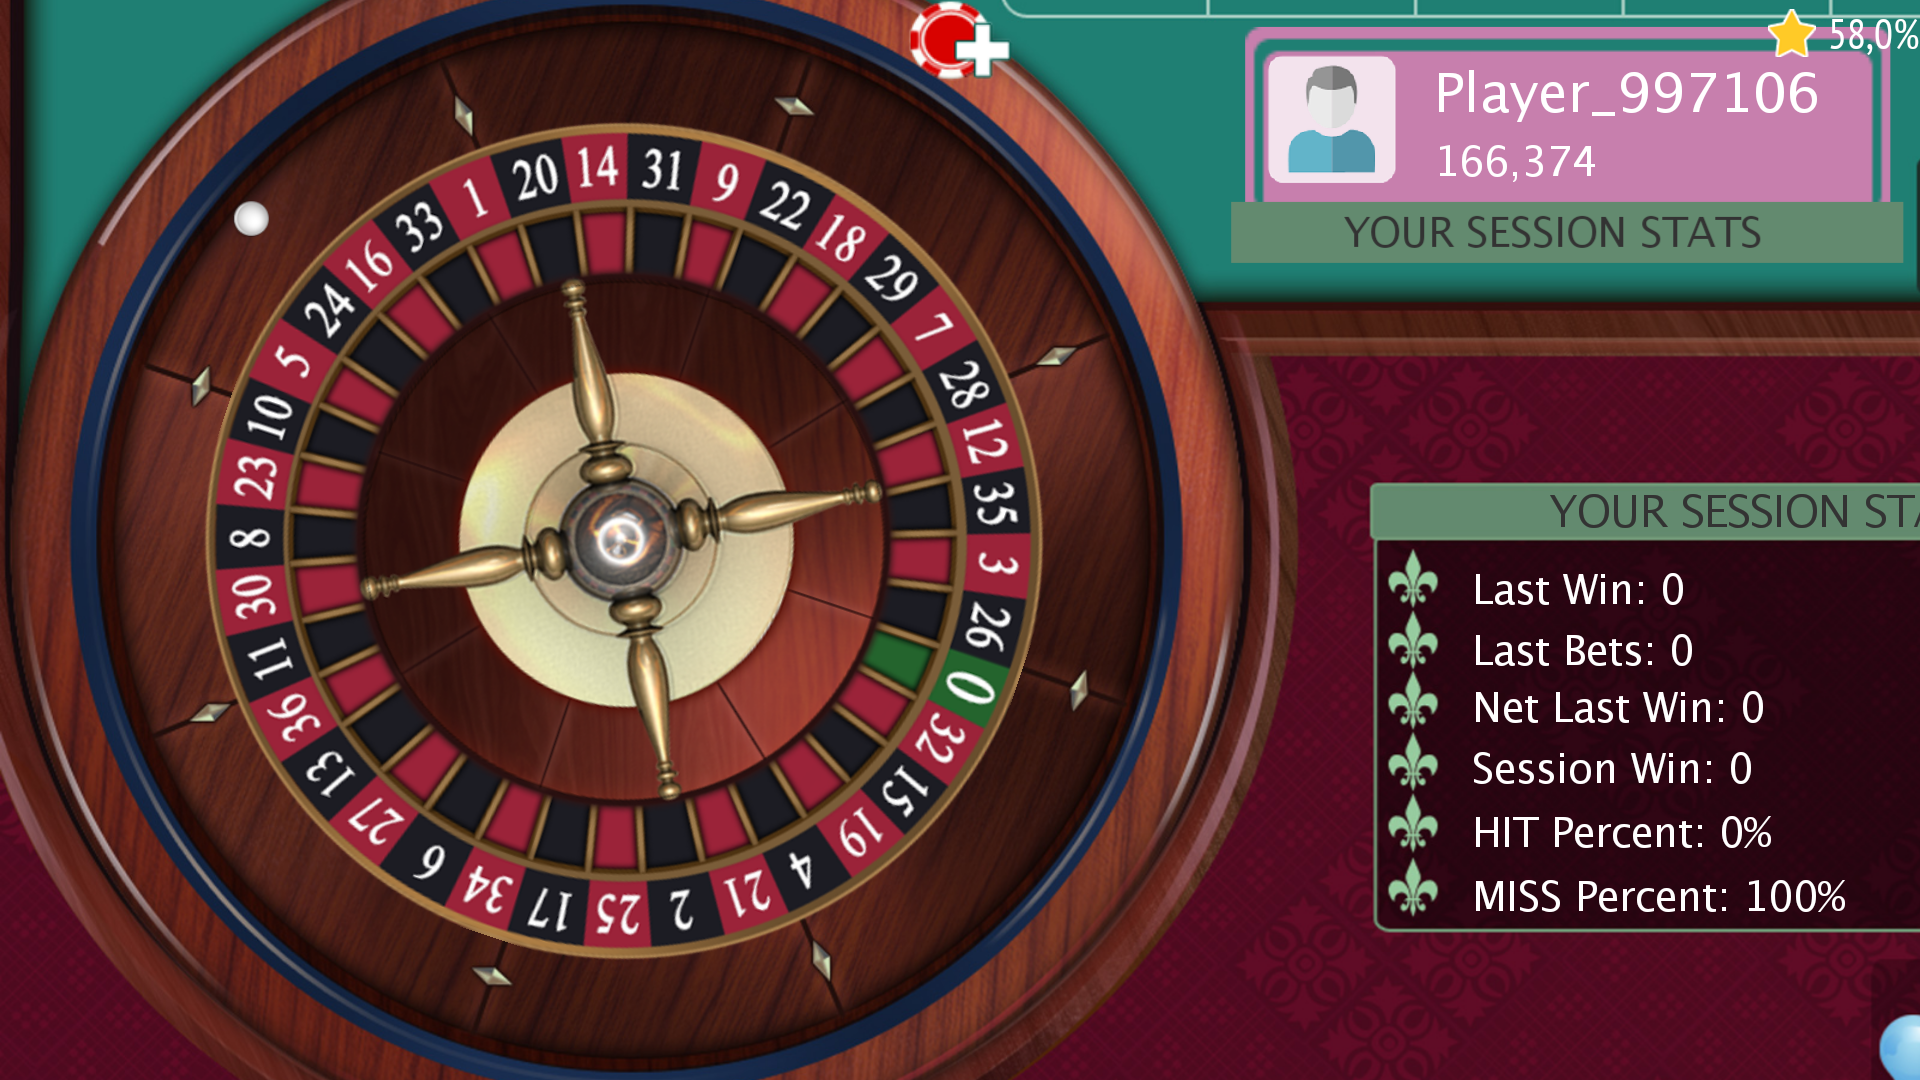 58,0%
Player_997106
166,374
YOUR SESSION STATS
20 14 31 9 22 18 29 7 28 12 35 3 26 0 32 15 19 4 21 2 25 17 34 6 27 13 36 11 30 8 23 10 5 24 16 33 1
YOUR SESSION STA
Last Win: 0
Last Bets: 0
Net Last Win: 0
Session Win: 0
HIT Percent: 0%
MISS Percent: 100%